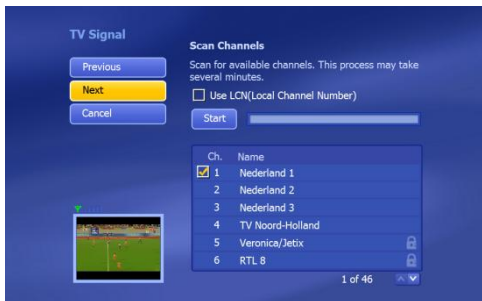 TV Signal
Previous
Next
Cancel
Scan Channels
Scan for available channels. This process may take
several minutes.
Use LCN(Local Channel Number)
Start
Ch. Name
1 Nederland 1
2 Nederland 2
3 Nederland 3
4 TV Noord-Holland
5 Veronica/Jetix
6 RTL 8
1 of 46